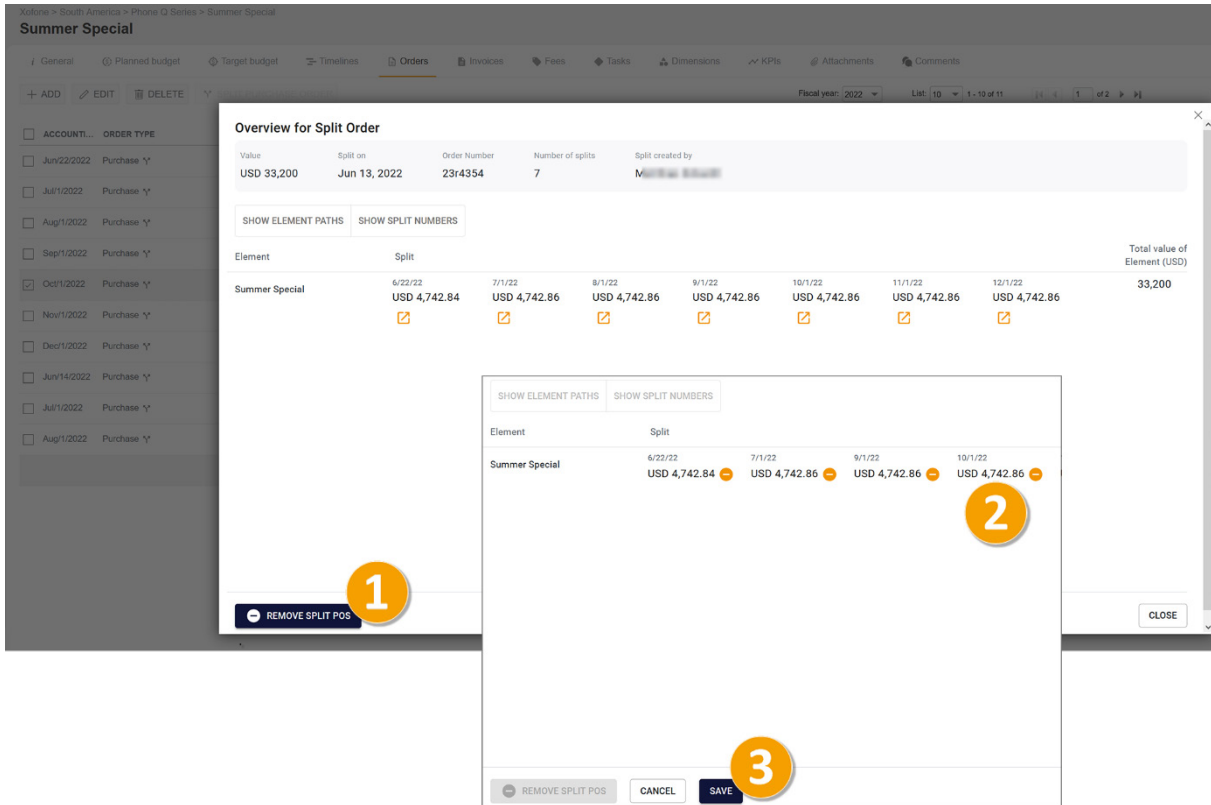 Xofone > South America > Phone Q Series > Summer Special
Summer Special
i General Planned budget Target budget Timelines Orders Invoices Fees Tasks Dimensions KPIs Attachments Comments
+ ADD EDIT DELETE Fiscal year: 2022 List: 10 1 - 10 of 11 1 of 2
ACCOUNTI... ORDER TYPE
Jun/22/2022 Purchase
Jul/1/2022 Purchase
Aug/1/2022 Purchase
Sep/1/2022 Purchase
Oct/1/2022 Purchase
Nov/1/2022 Purchase
Dec/1/2022 Purchase
Jun/14/2022 Purchase
Jul/1/2022 Purchase
Aug/1/2022 Purchase
Overview for Split Order
Value Split on Order Number Number of splits Split created by
USD 33,200 Jun 13, 2022 23r4354 7
SHOW ELEMENT PATHS SHOW SPLIT NUMBERS
Element Split Total value of
Element (USD)
Summer Special 6/22/22 7/1/22 8/1/22 9/1/22 10/1/22 11/1/22 12/1/22 33,200
USD 4,742.84 USD 4,742.86 USD 4,742.86 USD 4,742.86 USD 4,742.86 USD 4,742.86 USD 4,742.86
SHOW ELEMENT PATHS SHOW SPLIT NUMBERS
Element Split
Summer Special 6/22/22 7/1/22 9/1/22 10/1/22
USD 4,742.84 USD 4,742.86 USD 4,742.86 USD 4,742.86
2
1
REMOVE SPLIT POS CLOSE
3
REMOVE SPLIT POS CANCEL SAVE